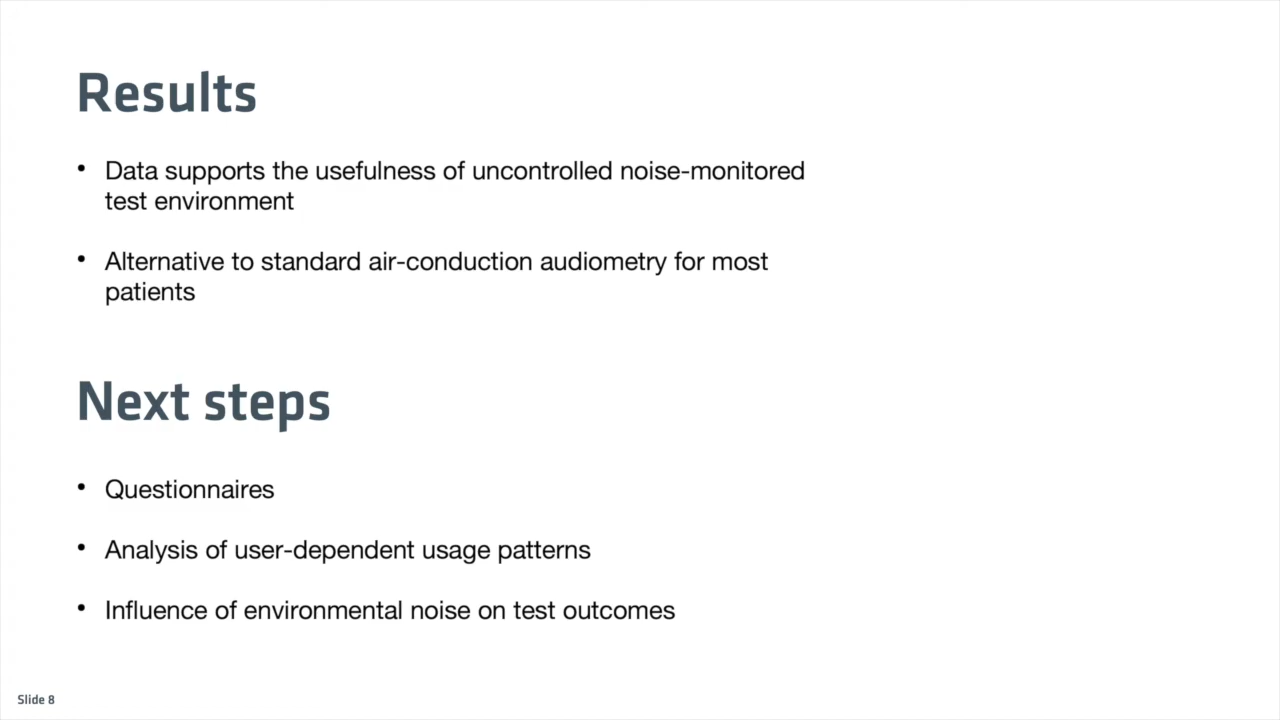 Results
• Data supports the usefulness of uncontrolled noise-monitored
test environment
• Alternative to standard air-conduction audiometry for most
patients
Next steps
• Questionnaires
• Analysis of user-dependent usage patterns
• Influence of environmental noise on test outcomes
Slide 8